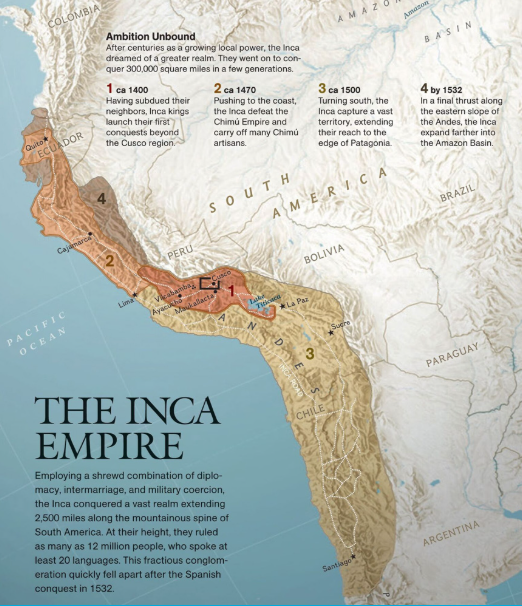 COLOMBIA
AMAZON
Amazon
BASIN
Ambition Unbound
After centuries as a growing local power, the Inca
dreamed of a greater realm. They went on to con-
quer 300,000 square miles in a few generations.
1 ca 1400
Having subdued their
neighbors, Inca kings
launch their first
conquests beyond
the Cusco region.
2 ca 1470
Pushing to the coast,
the Inca defeat the
Chimú Empire and
carry off many Chimú
artisans.
3 ca 1500
Turning south, the
Inca capture a vast
territory, extending
their reach to the
edge of Patagonia.
4 by 1532
In a final thrust along
the eastern slope of
the Andes, the Inca
expand farther into
the Amazon Basin.
Quito
ECUADOR
SOUTH
AMERICA
BRAZIL
4
Cajamarca
2
PERU
BOLIVIA
Cusco
Vilcabamba
1
Lima
Ayacucho
Maukallacta
Lake
Titicaca
La Paz
Sucre
PACIFIC
OCEAN
ANDES
3
PARAGUAY
CHILE
THE INCA
EMPIRE
Employing a shrewd combination of diplo-
macy, intermarriage, and military coercion,
the Inca conquered a vast realm extending
2,500 miles along the mountainous spine of
South America. At their height, they ruled
as many as 12 million people, who spoke at
least 20 languages. This fractious conglom-
eration quickly fell apart after the Spanish
conquest in 1532.
ARGENTINA
Santiago